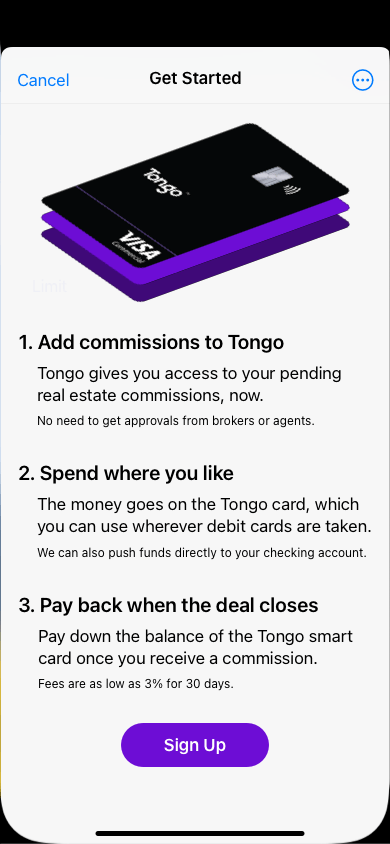 Cancel
Get Started
Tongo
VISA
Commercial
Limit
1. Add commissions to Tongo
Tongo gives you access to your pending
real estate commissions, now.
No need to get approvals from brokers or agents.
2. Spend where you like
The money goes on the Tongo card, which
you can use wherever debit cards are taken.
We can also push funds directly to your checking account.
3. Pay back when the deal closes
Pay down the balance of the Tongo smart
card once you receive a commission.
Fees are as low as 3% for 30 days.
Sign Up